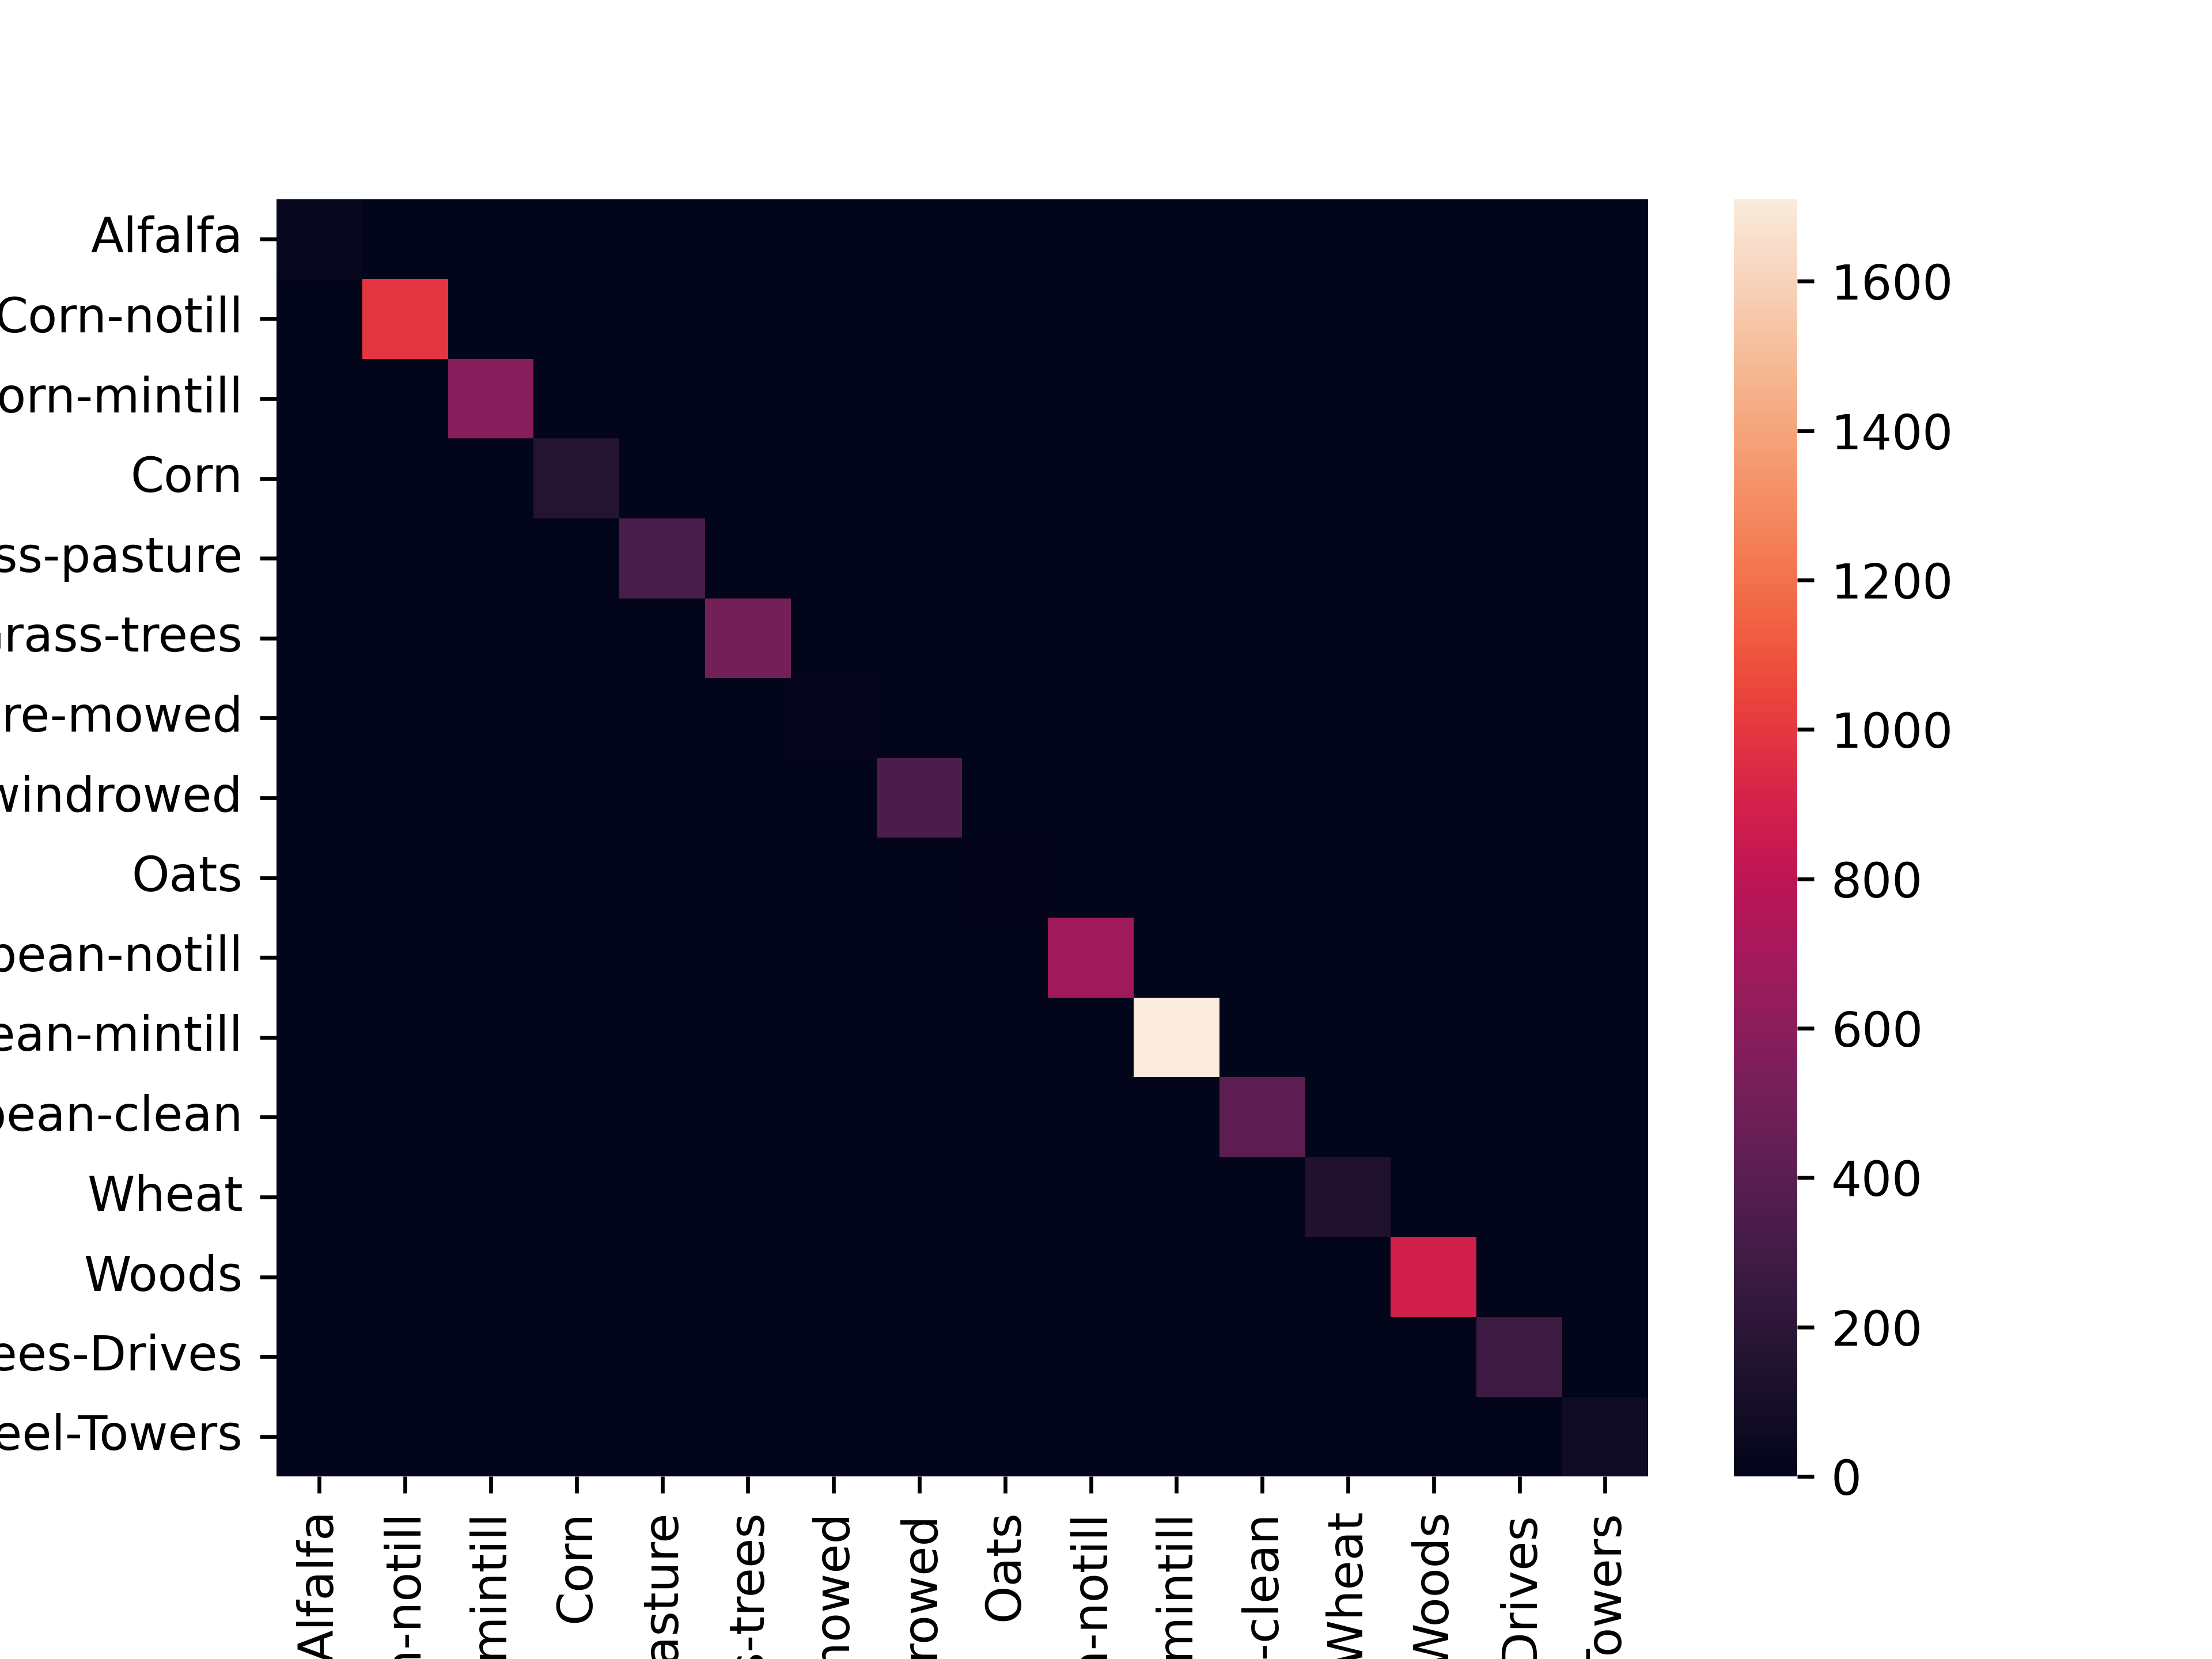 Alfalfa
Corn-notill
orn-mintill
Corn
ss-pasture
rass-trees
re-mowed
windrowed
Oats
bean-notill
ean-mintill
bean-clean
Wheat
Woods
ees-Drives
eel-Towers
1600
1400
1200
1000
800
600
400
200
0
Alfalfa
n-notill
mintill
Corn
asture
s-trees
nowed
rowed
Oats
n-notill
mintill
-clean
Wheat
Woods
Drives
Towers